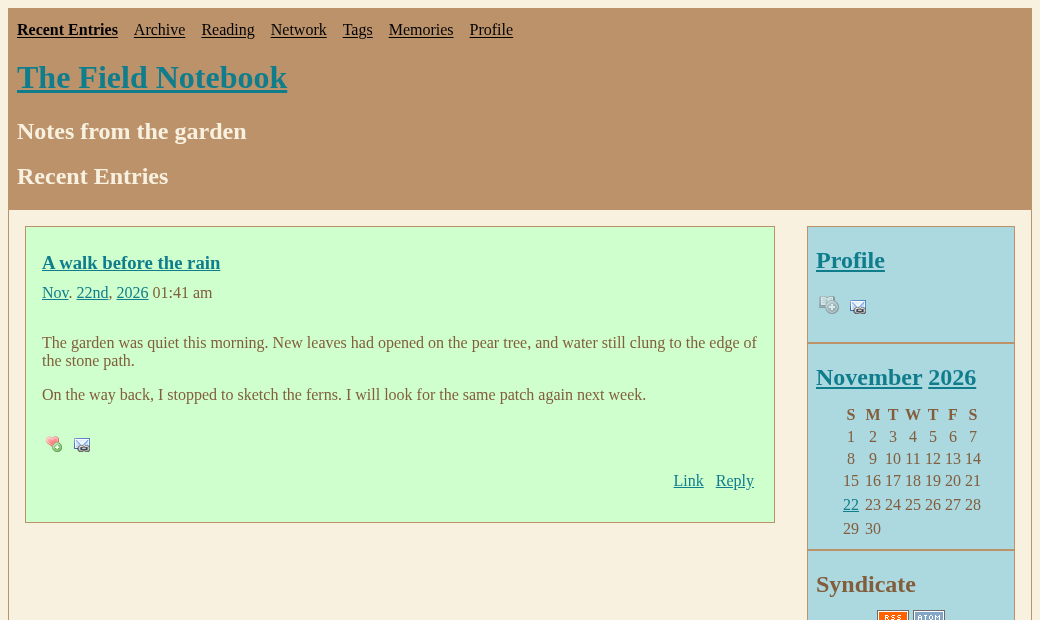 Recent Entries Archive Reading Network Tags Memories Profile
The Field Notebook
Notes from the garden
Recent Entries
A walk before the rain
Nov. 22nd, 2026 01:41 am
The garden was quiet this morning. New leaves had opened on the pear tree, and water still clung to the edge of
the stone path.
On the way back, I stopped to sketch the ferns. I will look for the same patch again next week.
Link Reply
Profile
November 2026
S M T W T F S
1 2 3 4 5 6 7
8 9 10 11 12 13 14
15 16 17 18 19 20 21
22 23 24 25 26 27 28
29 30
Syndicate
RSS ATOM